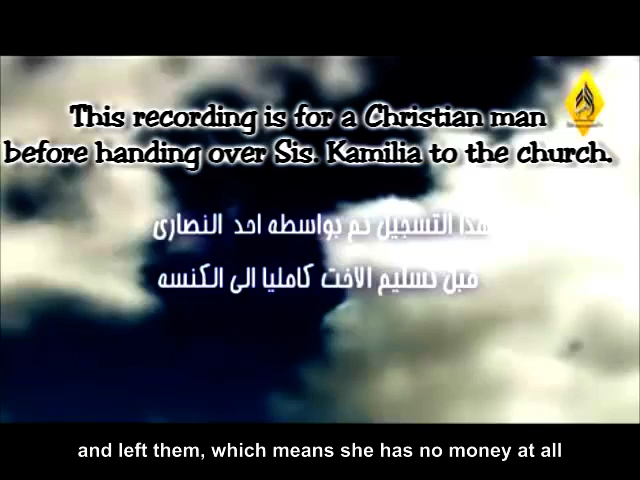 This recording is for a Christian man
before handing over Sis. Kamilia to the church.
هذا التسجيل تم بواسطه احد النصارى
قبل تسليم الاخت كامليا الى الكنسه
and left them, which means she has no money at all